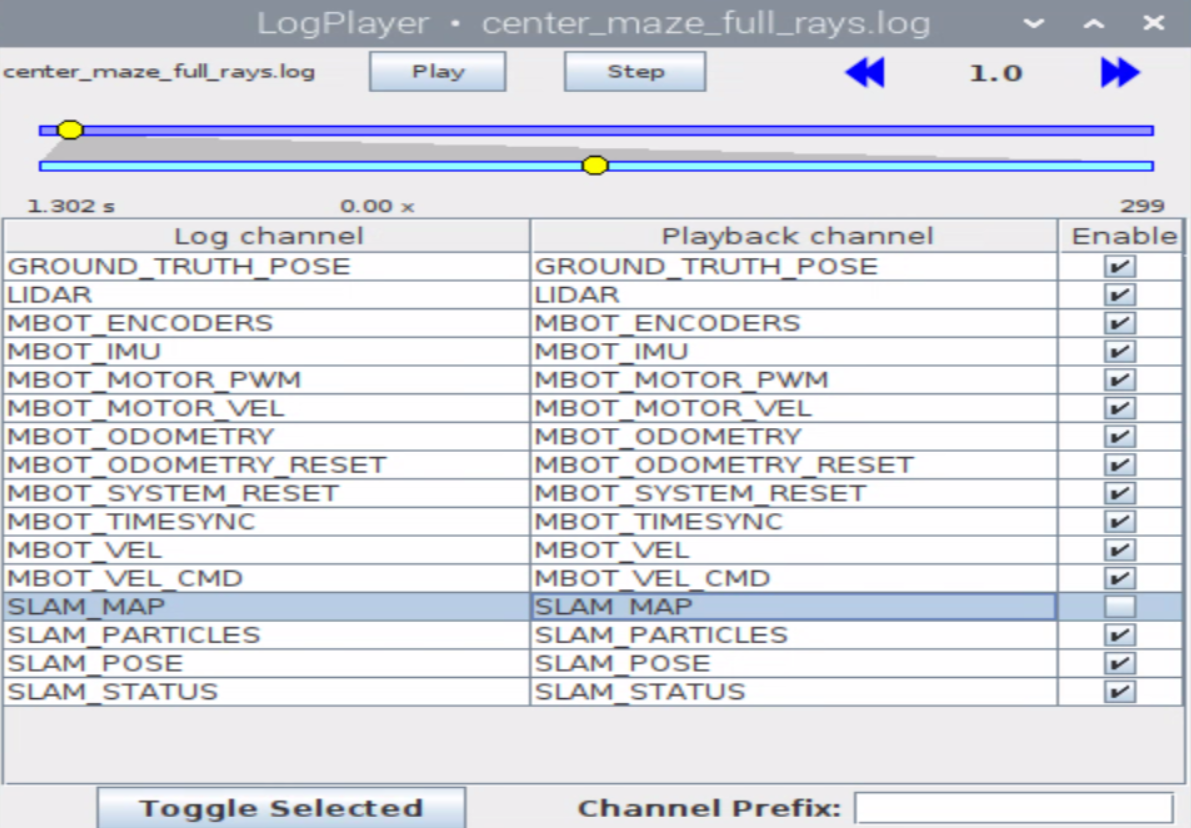 LogPlayer • center_maze_full_rays.log
center_maze_full_rays.log Play Step 1.0
1.302 s 0.00 x 299
Log channel Playback channel Enable
GROUND_TRUTH_POSE GROUND_TRUTH_POSE
LIDAR LIDAR
MBOT_ENCODERS MBOT_ENCODERS
MBOT_IMU MBOT_IMU
MBOT_MOTOR_PWM MBOT_MOTOR_PWM
MBOT_MOTOR_VEL MBOT_MOTOR_VEL
MBOT_ODOMETRY MBOT_ODOMETRY
MBOT_ODOMETRY_RESET MBOT_ODOMETRY_RESET
MBOT_SYSTEM_RESET MBOT_SYSTEM_RESET
MBOT_TIMESYNC MBOT_TIMESYNC
MBOT_VEL MBOT_VEL
MBOT_VEL_CMD MBOT_VEL_CMD
SLAM_MAP SLAM_MAP
SLAM_PARTICLES SLAM_PARTICLES
SLAM_POSE SLAM_POSE
SLAM_STATUS SLAM_STATUS
Toggle Selected Channel Prefix: